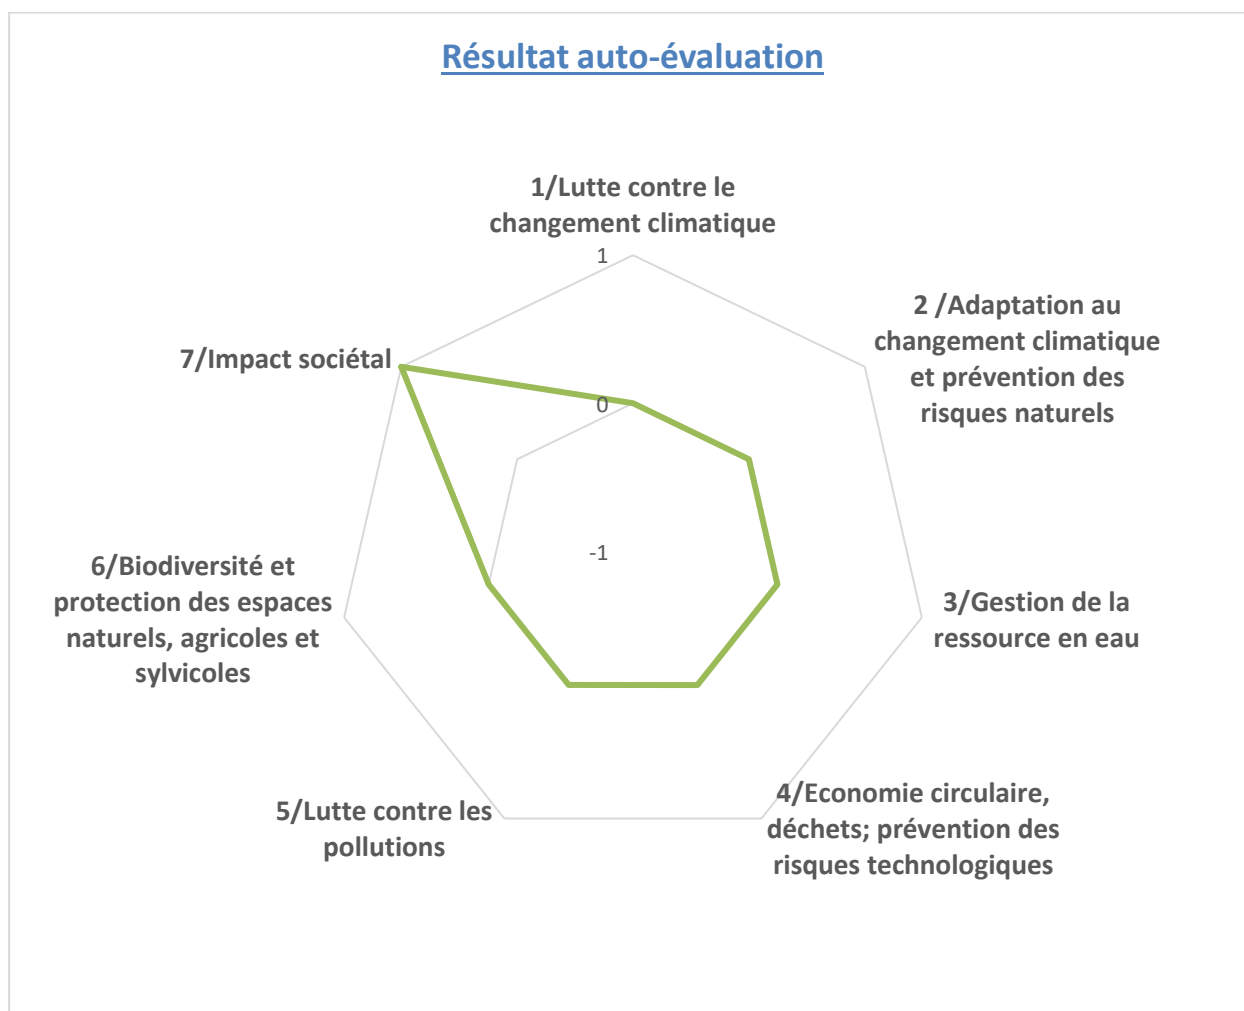 Résultat auto-évaluation
1/Lutte contre le
changement climatique
1
2 /Adaptation au
changement climatique
et prévention des
risques naturels
7/Impact sociétal
0
-1
6/Biodiversité et
protection des espaces
naturels, agricoles et
sylvicoles
3/Gestion de la
ressource en eau
5/Lutte contre les
pollutions
4/Economie circulaire,
déchets; prévention des
risques technologiques